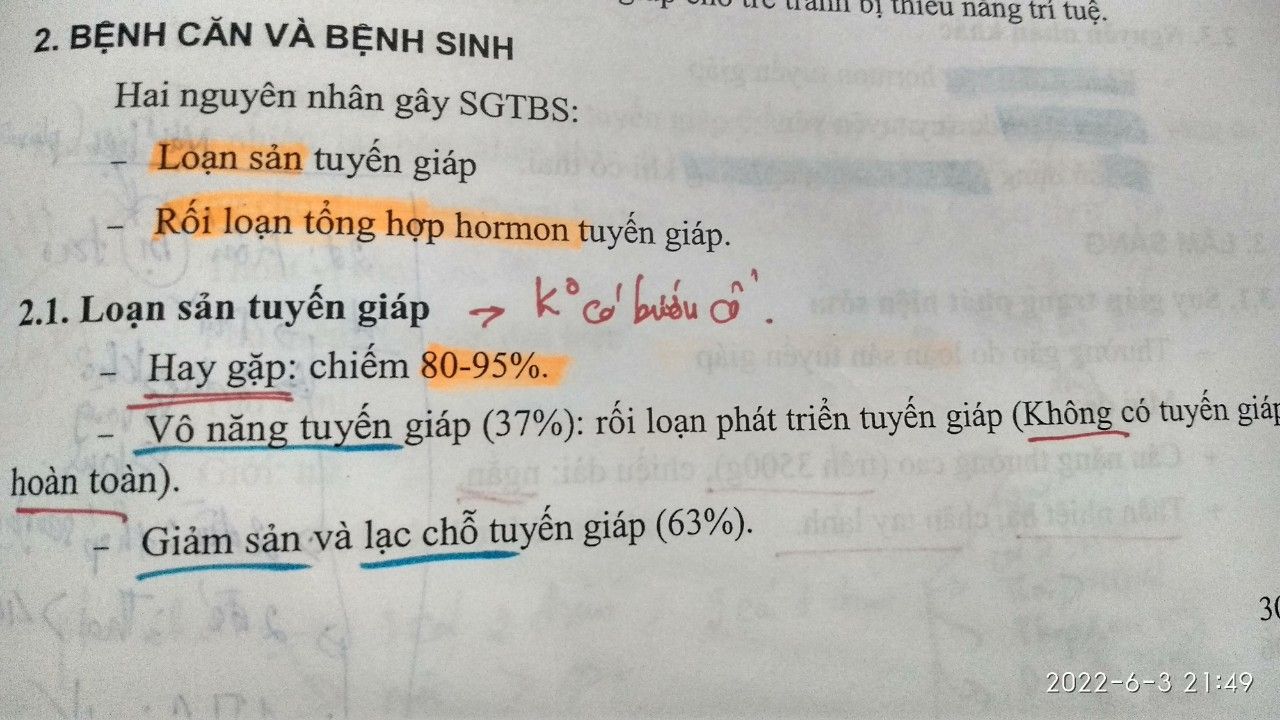 trẻ tránh bị thiểu năng trí tuệ.
2. BỆNH CĂN VÀ BỆNH SINH
Hai nguyên nhân gây SGTBS:
– Loạn sản tuyến giáp
– Rối loạn tổng hợp hormon tuyến giáp.
2.1. Loạn sản tuyến giáp → K° có bướu cổ.
– Hay gặp: chiếm 80-95%.
– Vô năng tuyến giáp (37%): rối loạn phát triển tuyến giáp (Không có tuyến giáp
hoàn toàn).
– Giảm sản và lạc chỗ tuyến giáp (63%).
30
2022-6-3 21:49